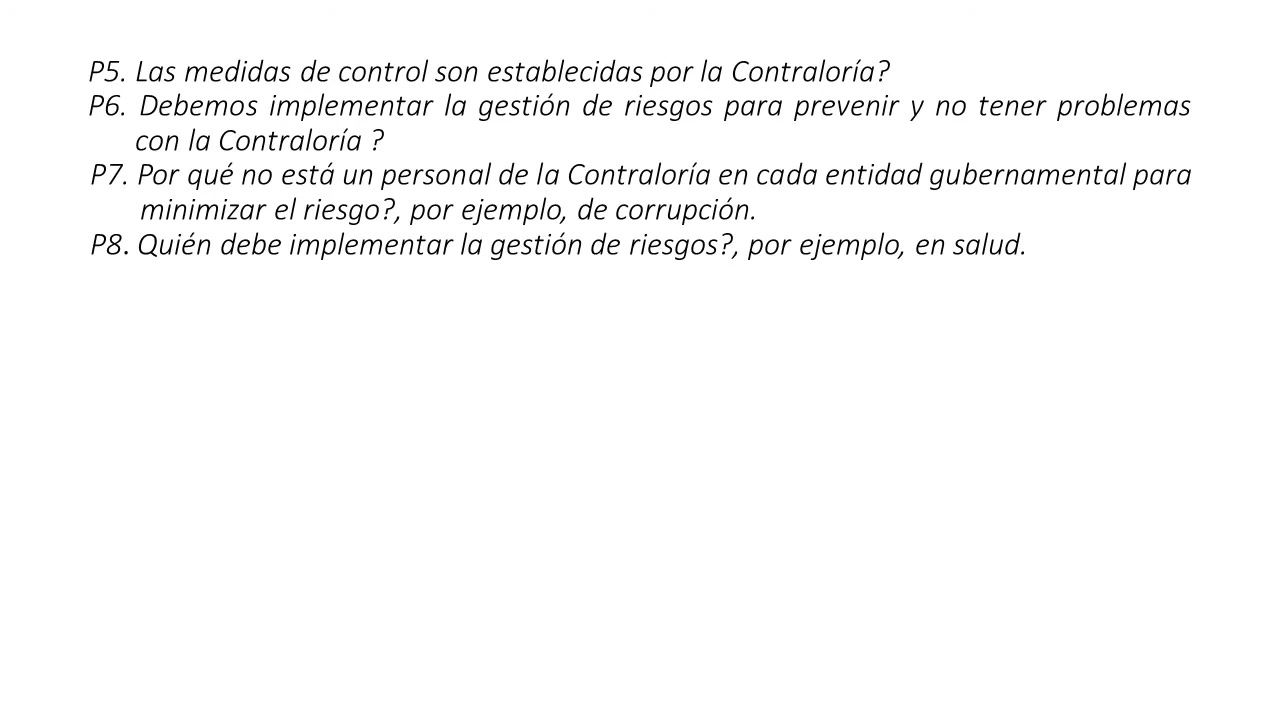 P5. Las medidas de control son establecidas por la Contraloría?
P6. Debemos implementar la gestión de riesgos para prevenir y no tener problemas
con la Contraloría ?
P7. Por qué no está un personal de la Contraloría en cada entidad gubernamental para
minimizar el riesgo?, por ejemplo, de corrupción.
P8. Quién debe implementar la gestión de riesgos?, por ejemplo, en salud.